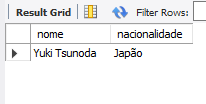 Result Grid Filter Rows:
nome nacionalidade
Yuki Tsunoda Japão